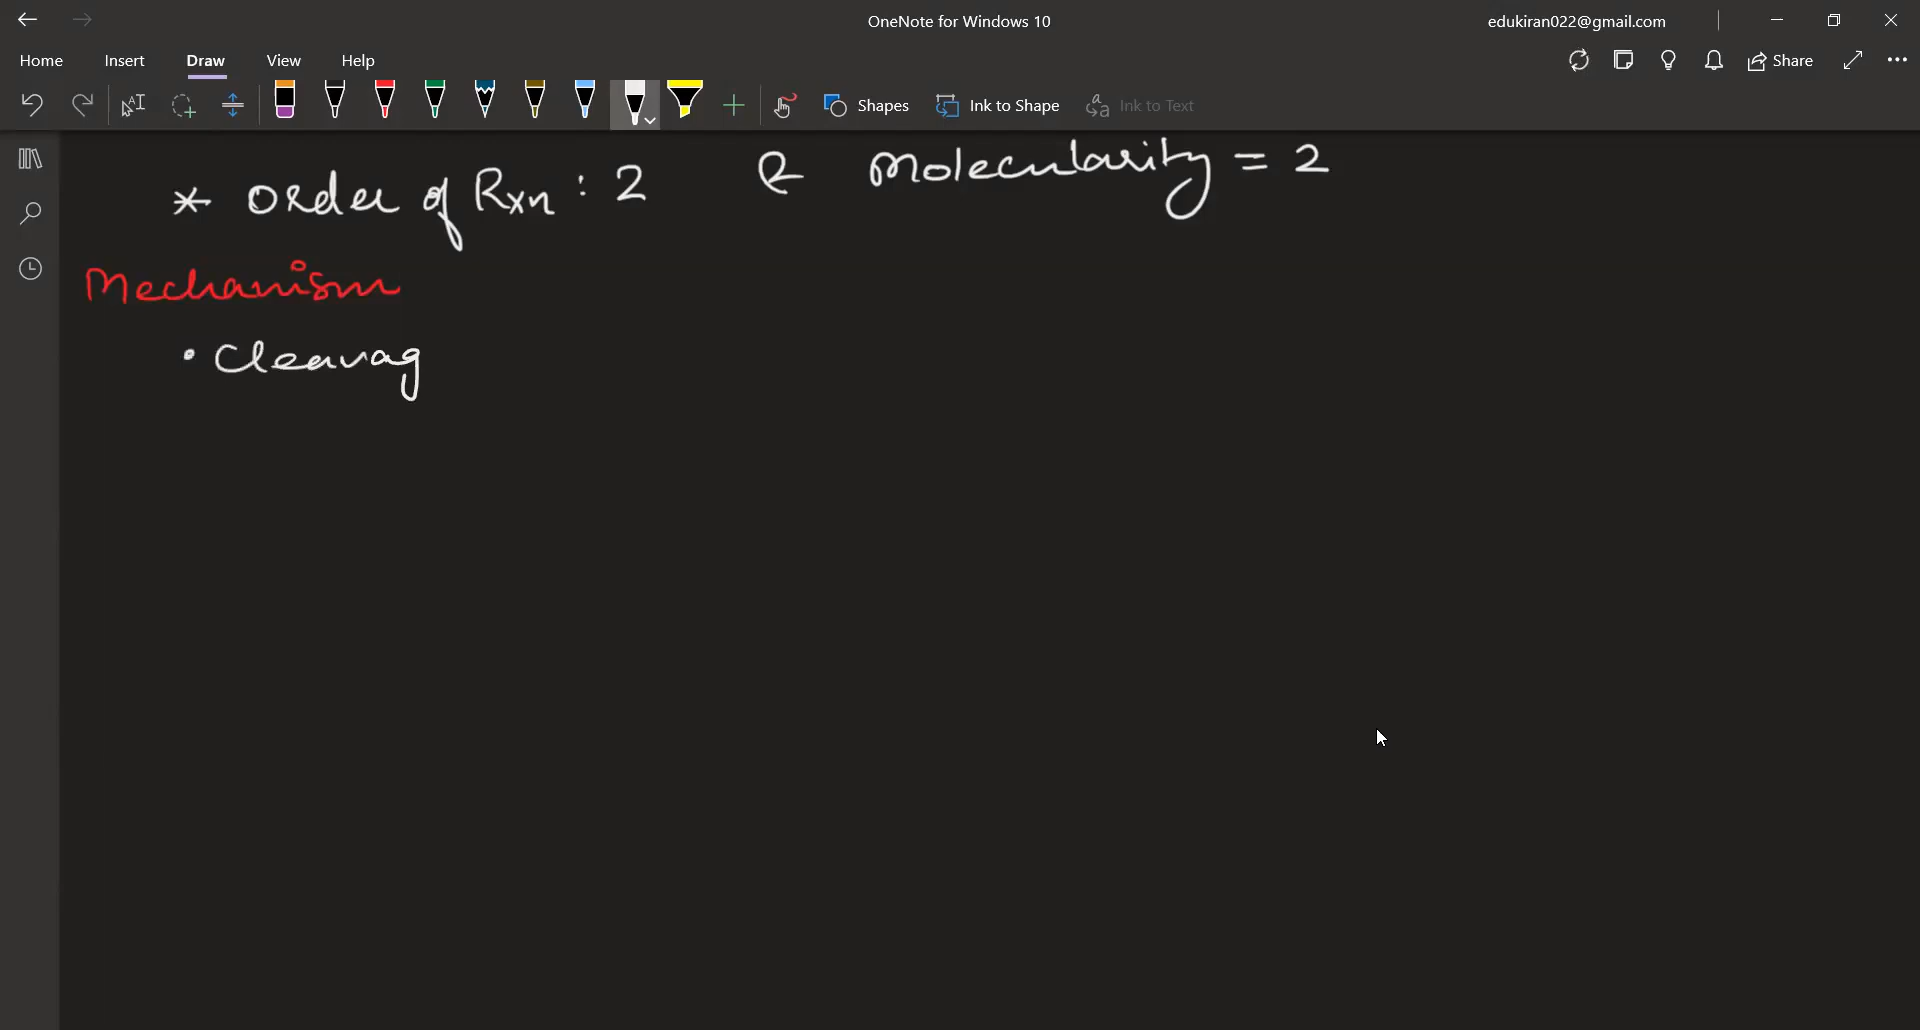 OneNote for Windows 10
edukiran022@gmail.com
Home Insert Draw View Help
Share
Shapes Ink to Shape Ink to Text
* Order of Rxn : 2 & Molecularity = 2
Mechanism
• Cleavag